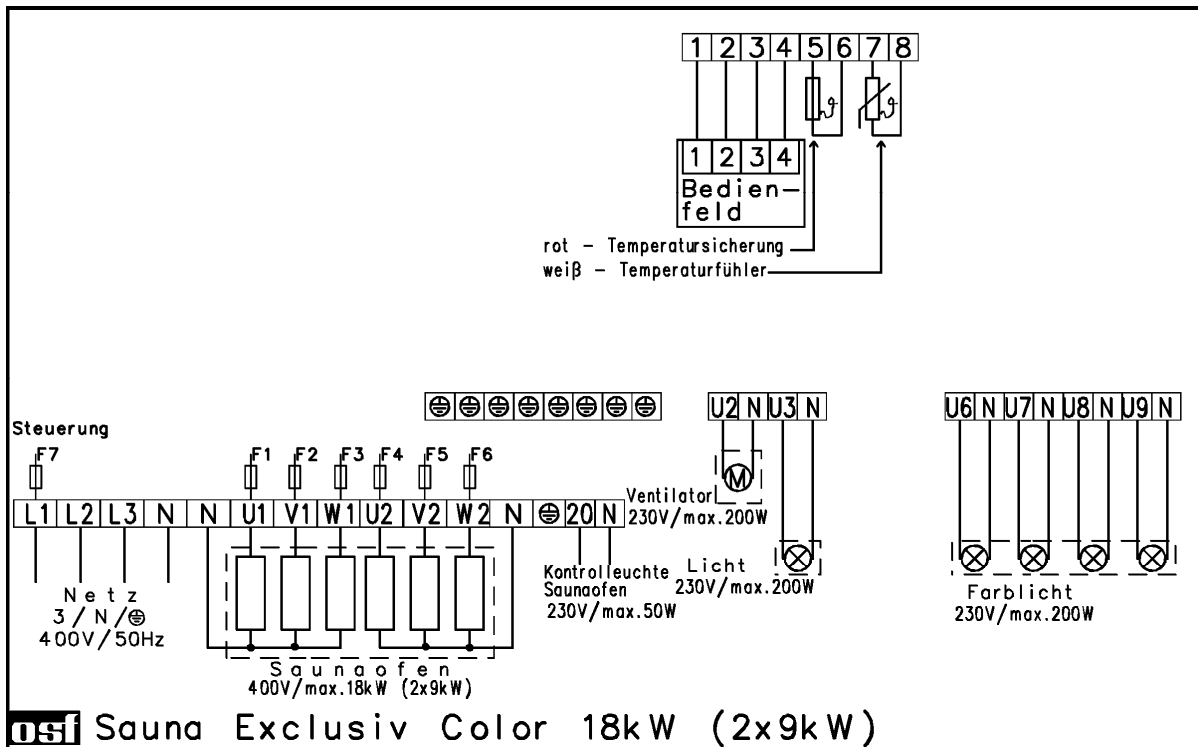 1 2 3 4 5 6 7 8
ϑ ϑ
1 2 3 4
Bedien-
feld
rot - Temperatursicherung
weiß - Temperaturfühler
U2 N U3 N
U6 N U7 N U8 N U9 N
Steuerung
F7 F1 F2 F3 F4 F5 F6
L1 L2 L3 N N U1 V1 W1 U2 V2 W2 N 20 N
M
Ventilator
230V/max.200W
Netz
3/N/
400V/50Hz
Kontrolleuchte
Saunaofen
230V/max.50W
Licht
230V/max.200W
Farblicht
230V/max.200W
Saunaofen
400V/max.18kW (2x9kW)
osf Sauna Exclusiv Color 18kW (2x9kW)